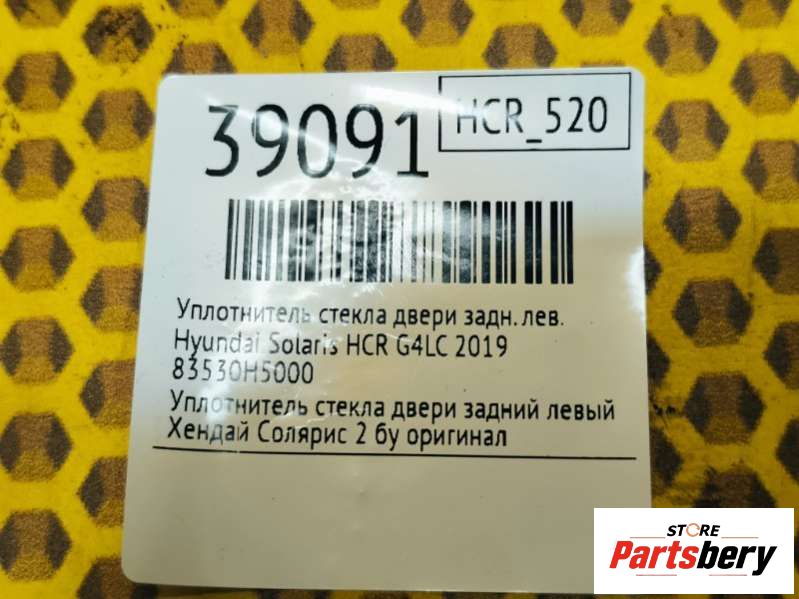 39091
HCR_520
Уплотнитель стекла двери задн. лев.
Hyundai Solaris HCR G4LC 2019
83530H5000
Уплотнитель стекла двери задний левый
Хендай Солярис 2 бу оригинал
STORE
Partsbery